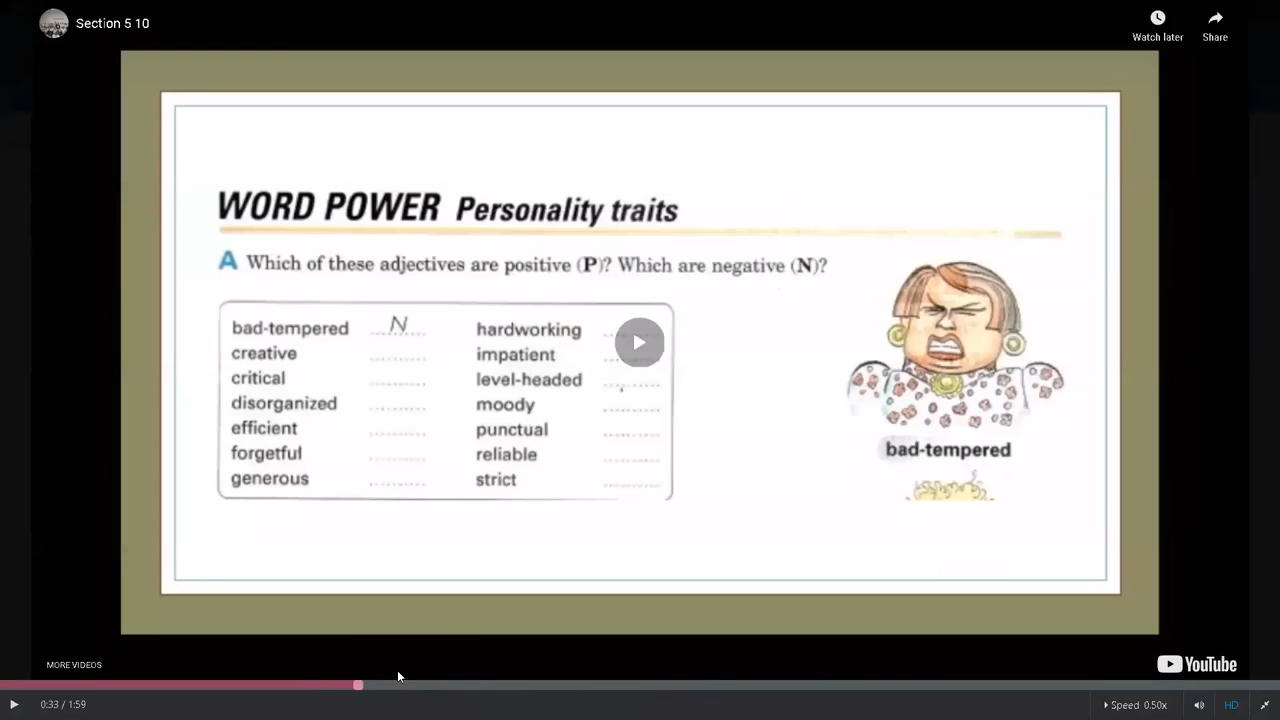 Section 5 10
Watch later
Share
WORD POWER Personality traits
A Which of these adjectives are positive (P)? Which are negative (N)?
bad-tempered N
creative
critical
disorganized
efficient
forgetful
generous
hardworking
impatient
level-headed
moody
punctual
reliable
strict
bad-tempered
MORE VIDEOS
YouTube
0:33 / 1:59
Speed 0.50x
HD